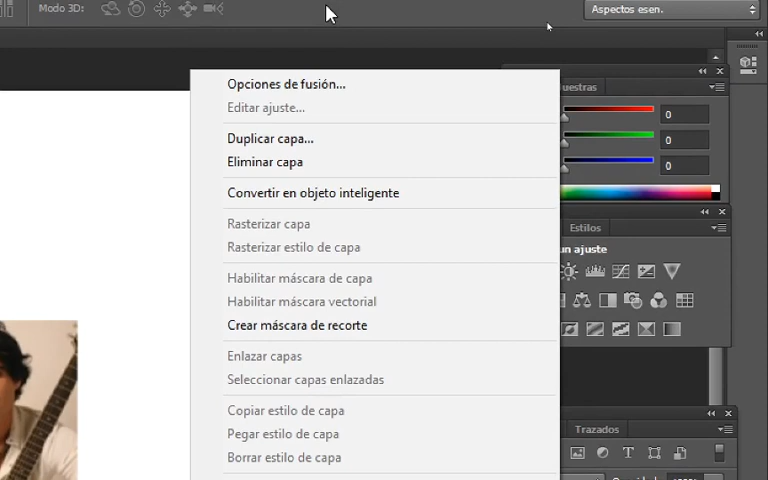 Modo 3D:
Aspectos esen.
Opciones de fusión...
Editar ajuste...
Duplicar capa...
Eliminar capa
Convertir en objeto inteligente
Rasterizar capa
Rasterizar estilo de capa
Habilitar máscara de capa
Habilitar máscara vectorial
Crear máscara de recorte
Enlazar capas
Seleccionar capas enlazadas
Copiar estilo de capa
Pegar estilo de capa
Borrar estilo de capa
uestras
0
0
0
Estilos
un ajuste
Trazados